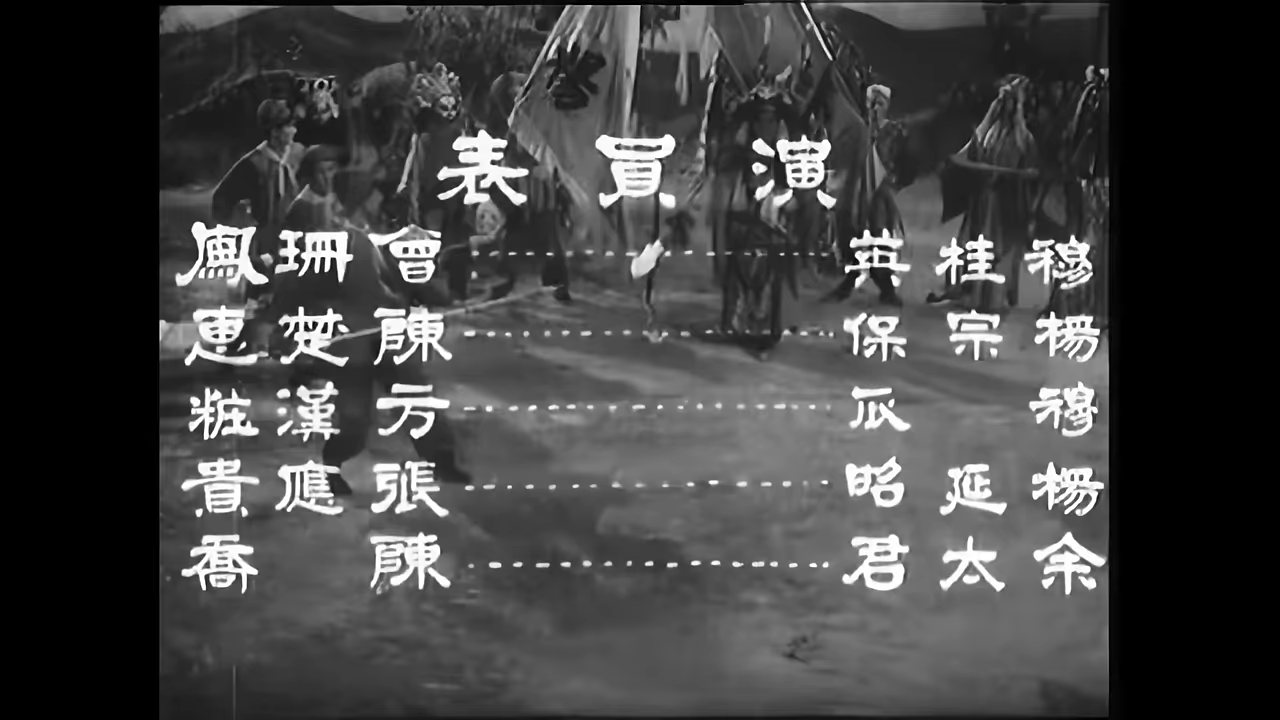 演員表
穆桂英……………曾珊鳳
楊宗保……………陳楚惠
穆瓜……………方漢粧
楊延昭……………張應貴
余太君……………陳喬